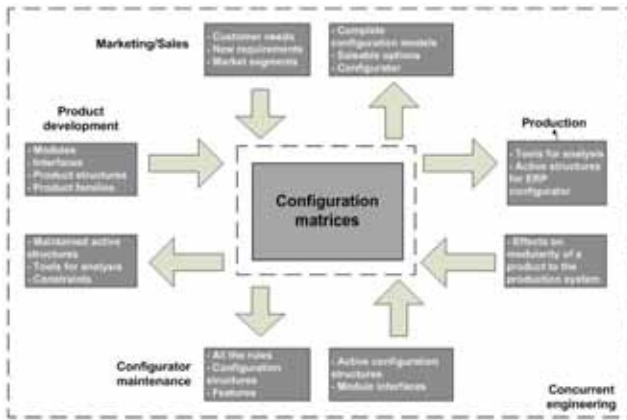 Marketing/Sales
- Customer needs
- New requirements
- Market segments
- Complete
configuration models
- Saleable options
- Configurator
Product
development
- Modules
- Interfaces
- Product structures
- Product families
Production
- Tools for analysis
- Active structures
for ERP
configurator
Configuration
matrices
- Maintained active
structures
- Tools for analysis
- Constraints
- Effects on
modularity of a
product to the
production system
Configurator
maintenance
- All the rules
- Configuration
structures
- Features
- Active configuration
structures
- Module interfaces
Concurrent
engineering